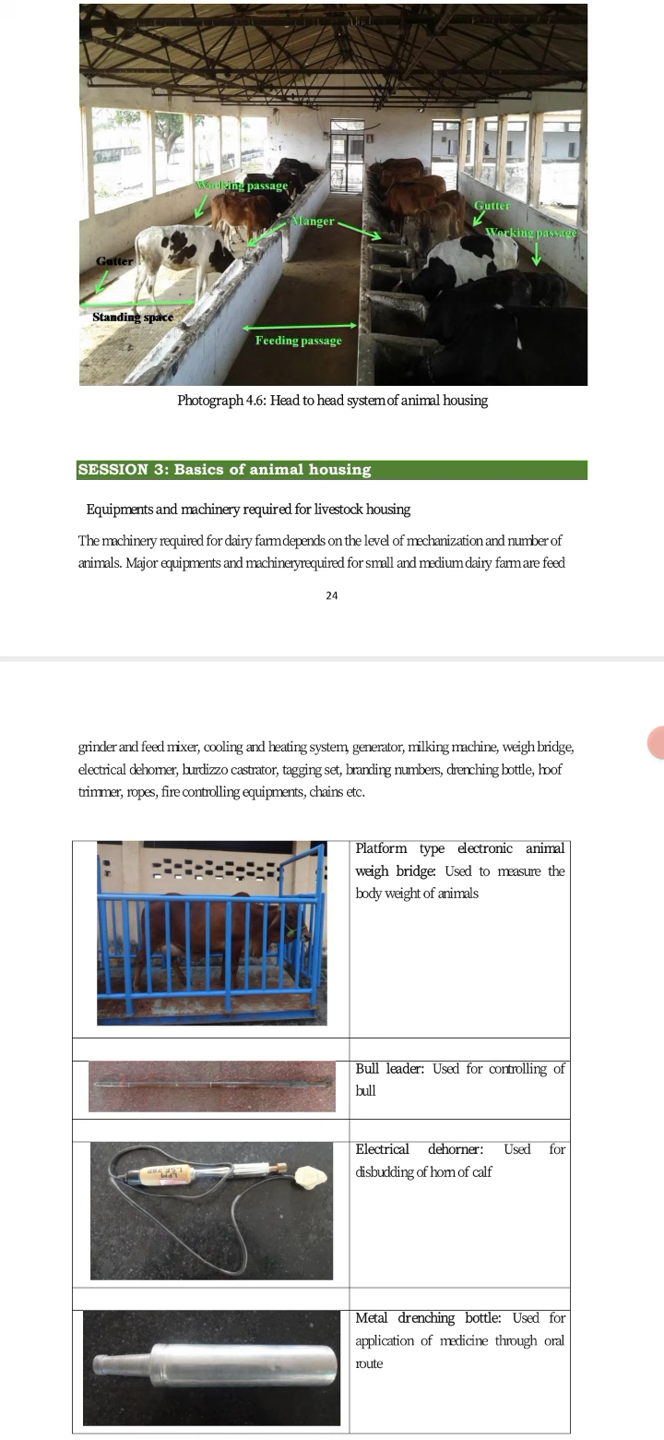 Working passage
Gutter
Manger
Working passage
Gutter
Standing space
Feeding passage
Photograph 4.6: Head to head system of animal housing
SESSION 3: Basics of animal housing
Equipments and machinery required for livestock housing
The machinery required for dairy farm depends on the level of mechanization and number of
animals. Major equipments and machineryrequired for small and medium dairy farm are feed
24
grinder and feed mixer, cooling and heating system, generator, milking machine, weigh bridge,
electrical dehorner, burdizzo castrator, tagging set, branding numbers, drenching bottle, hoof
trimmer, ropes, fire controlling equipments, chains etc.
Platform type electronic animal
weigh bridge: Used to measure the
body weight of animals
Bull leader: Used for controlling of
bull
Electrical dehorner: Used for
disbudding of horn of calf
Metal drenching bottle: Used for
application of medicine through oral
route